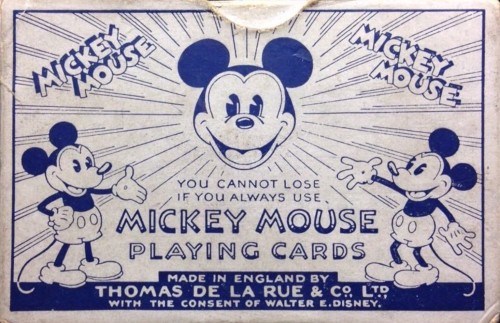 MICKEY
MOUSE
MICKEY
MOUSE
YOU CANNOT LOSE
IF YOU ALWAYS USE
MICKEY MOUSE
PLAYING CARDS
MADE IN ENGLAND BY
THOMAS DE LA RUE & Co. LTD
WITH THE CONSENT OF WALTER E. DISNEY.